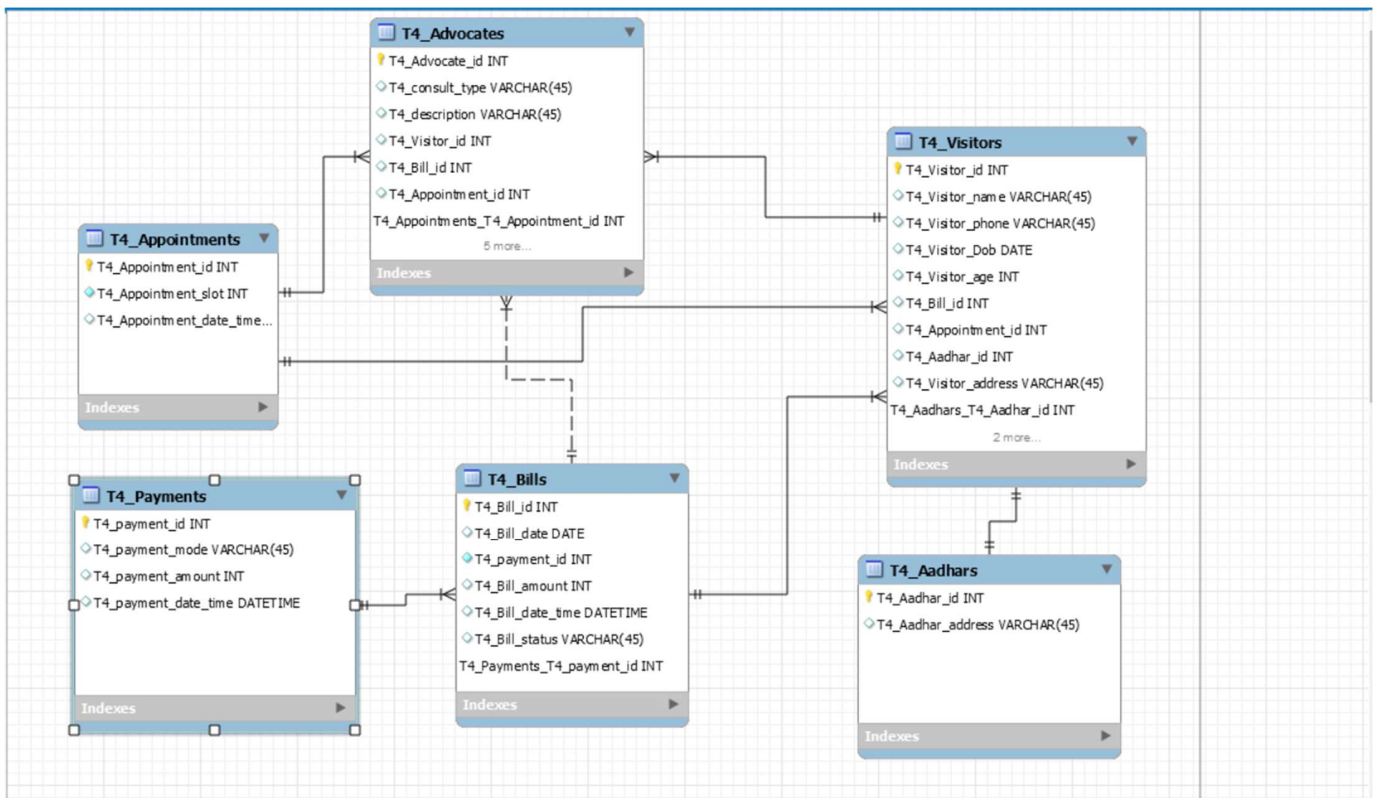 T4_Advocates
T4_Advocate_id INT
T4_consult_type VARCHAR(45)
T4_description VARCHAR(45)
T4_Visitor_id INT
T4_Bill_id INT
T4_Appointment_id INT
T4_Appointments_T4_Appointment_id INT
5 more...
Indexes
T4_Visitors
T4_Visitor_id INT
T4_Visitor_name VARCHAR(45)
T4_Visitor_phone VARCHAR(45)
T4_Visitor_Dob DATE
T4_Visitor_age INT
T4_Bill_id INT
T4_Appointment_id INT
T4_Aadhar_id INT
T4_Visitor_address VARCHAR(45)
T4_Aadhars_T4_Aadhar_id INT
2 more...
Indexes
T4_Appointments
T4_Appointment_id INT
T4_Appointment_slot INT
T4_Appointment_date_time...
Indexes
T4_Payments
T4_payment_id INT
T4_payment_mode VARCHAR(45)
T4_payment_amount INT
T4_payment_date_time DATETIME
Indexes
T4_Bills
T4_Bill_id INT
T4_Bill_date DATE
T4_payment_id INT
T4_Bill_amount INT
T4_Bill_date_time DATETIME
T4_Bill_status VARCHAR(45)
T4_Payments_T4_payment_id INT
Indexes
T4_Aadhars
T4_Aadhar_id INT
T4_Aadhar_address VARCHAR(45)
Indexes